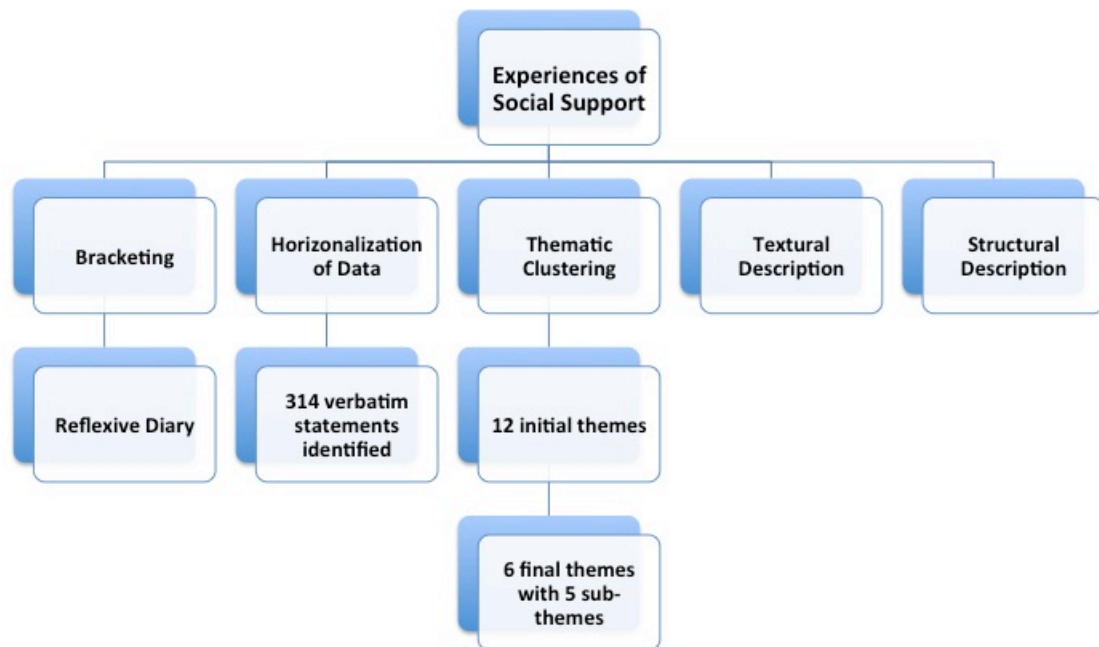 Experiences of
Social Support
Bracketing
Horizonalization
of Data
Thematic
Clustering
Textural
Description
Structural
Description
Reflexive Diary
314 verbatim
statements
identified
12 initial themes
6 final themes
with 5 sub-
themes